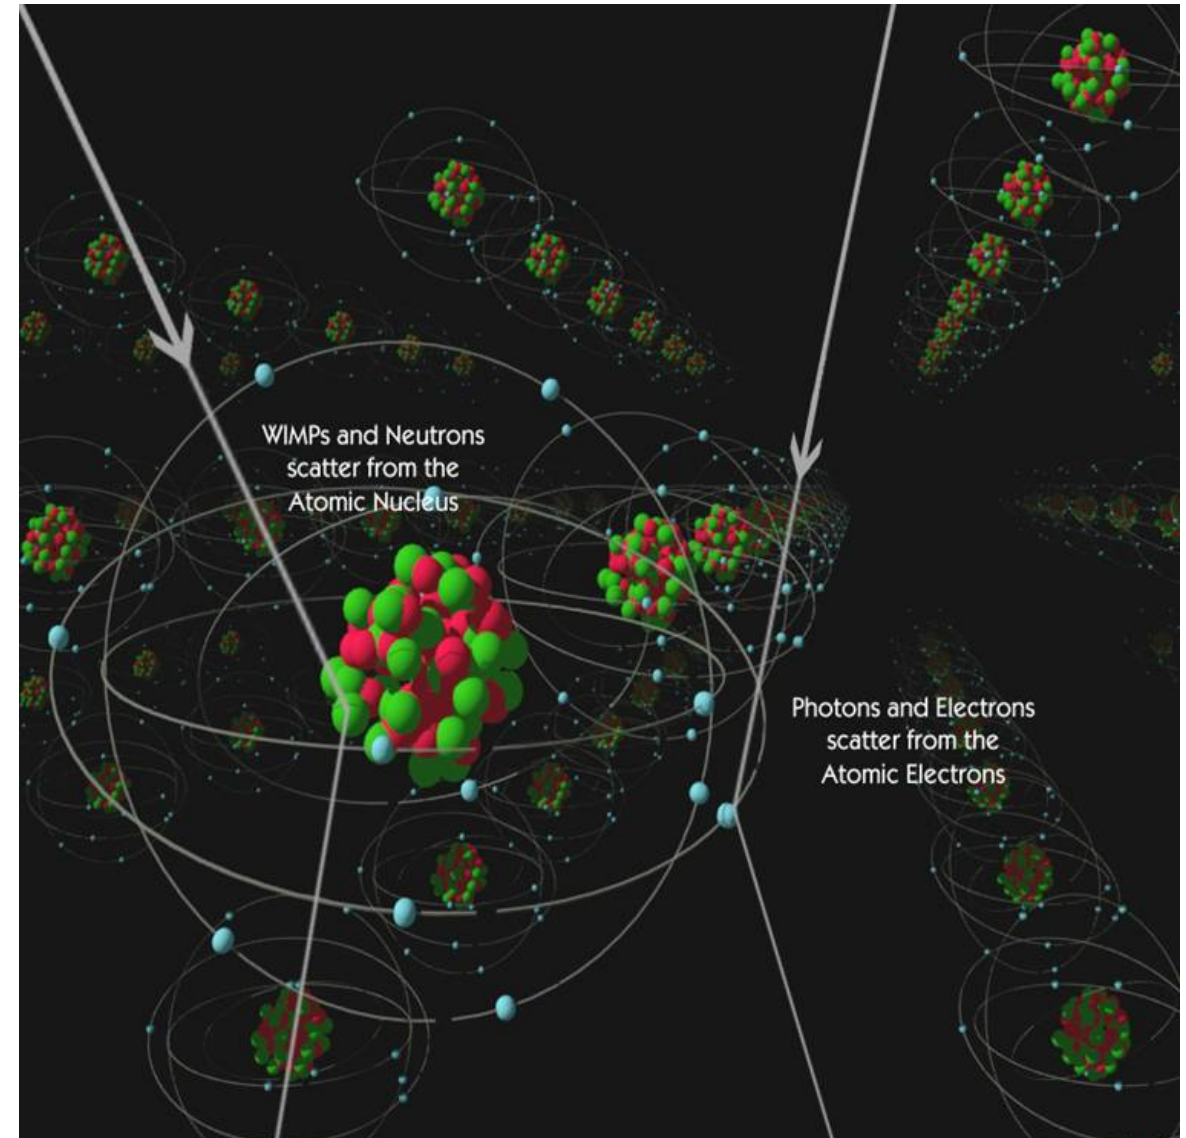 WIMPs and Neutrons
scatter from the
Atomic Nucleus
Photons and Electrons
scatter from the
Atomic Electrons